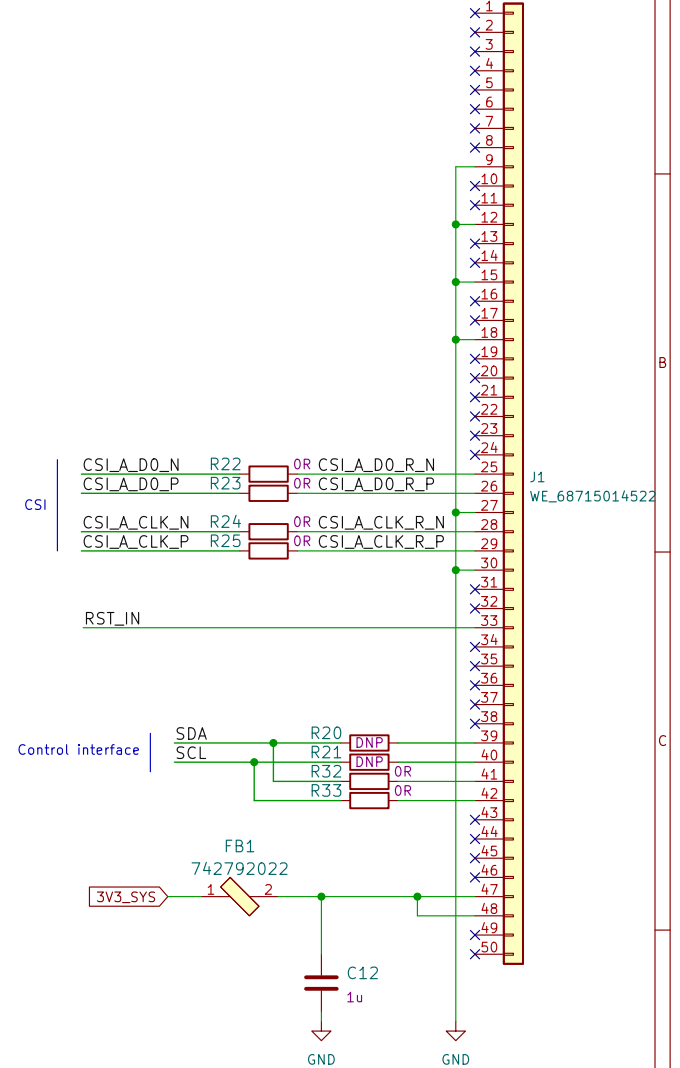 1
2
3
4
5
6
7
8
9
10
11
12
13
14
15
16
17
18
B
19
20
21
22
23
24
CSI_A_D0_N R22 0R CSI_A_D0_R_N 25
J1
CSI_A_D0_P R23 0R CSI_A_D0_R_P 26
WE_68715014522
CSI
27
CSI_A_CLK_N R24 0R CSI_A_CLK_R_N 28
CSI_A_CLK_P R25 0R CSI_A_CLK_R_P 29
30
31
32
RST_IN 33
34
35
36
37
38
SDA R20 DNP 39
C
Control interface
SCL R21 DNP 40
R32 0R 41
R33 0R 42
43
44
FB1
45
742792022
46
3V3_SYS 1 2 47
48
49
50
C12
1u
GND GND